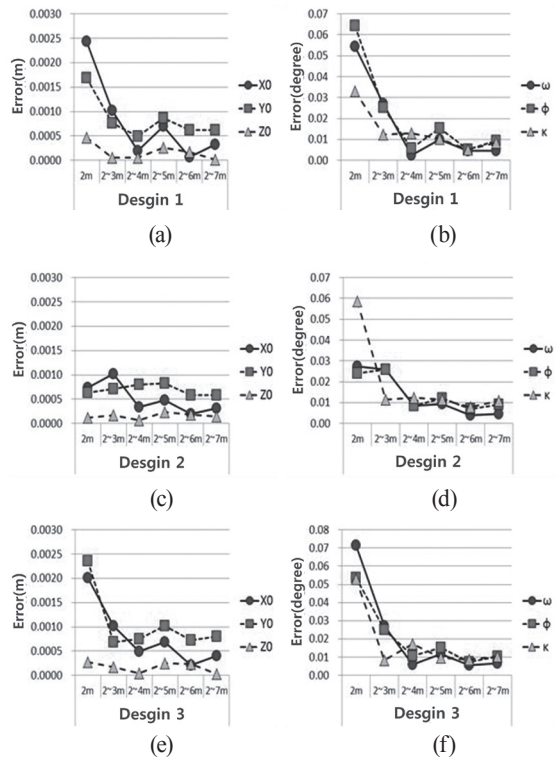 0.0030
0.0025
0.0020
0.0015
0.0010
0.0005
0.0000
Error(m)
X0
Y0
Z0
2m 2~3m 2~4m 2~5m 2~6m 2~7m
Desgin 1
(a)
0.07
0.06
0.05
0.04
0.03
0.02
0.01
0.00
Error(degree)
ω
ϕ
κ
2m 2~3m 2~4m 2~5m 2~6m 2~7m
Desgin 1
(b)
0.0030
0.0025
0.0020
0.0015
0.0010
0.0005
0.0000
Error(m)
X0
Y0
Z0
2m 2~3m 2~4m 2~5m 2~6m 2~7m
Desgin 2
(c)
0.07
0.06
0.05
0.04
0.03
0.02
0.01
0.00
Error(degree)
ω
ϕ
κ
2m 2~3m 2~4m 2~5m 2~6m 2~7m
Desgin 2
(d)
0.0030
0.0025
0.0020
0.0015
0.0010
0.0005
0.0000
Error(m)
X0
Y0
Z0
2m 2~3m 2~4m 2~5m 2~6m 2~7m
Desgin 3
(e)
0.08
0.07
0.06
0.05
0.04
0.03
0.02
0.01
0.00
Error(degree)
ω
ϕ
κ
2m 2~3m 2~4m 2~5m 2~6m 2~7m
Desgin 3
(f)